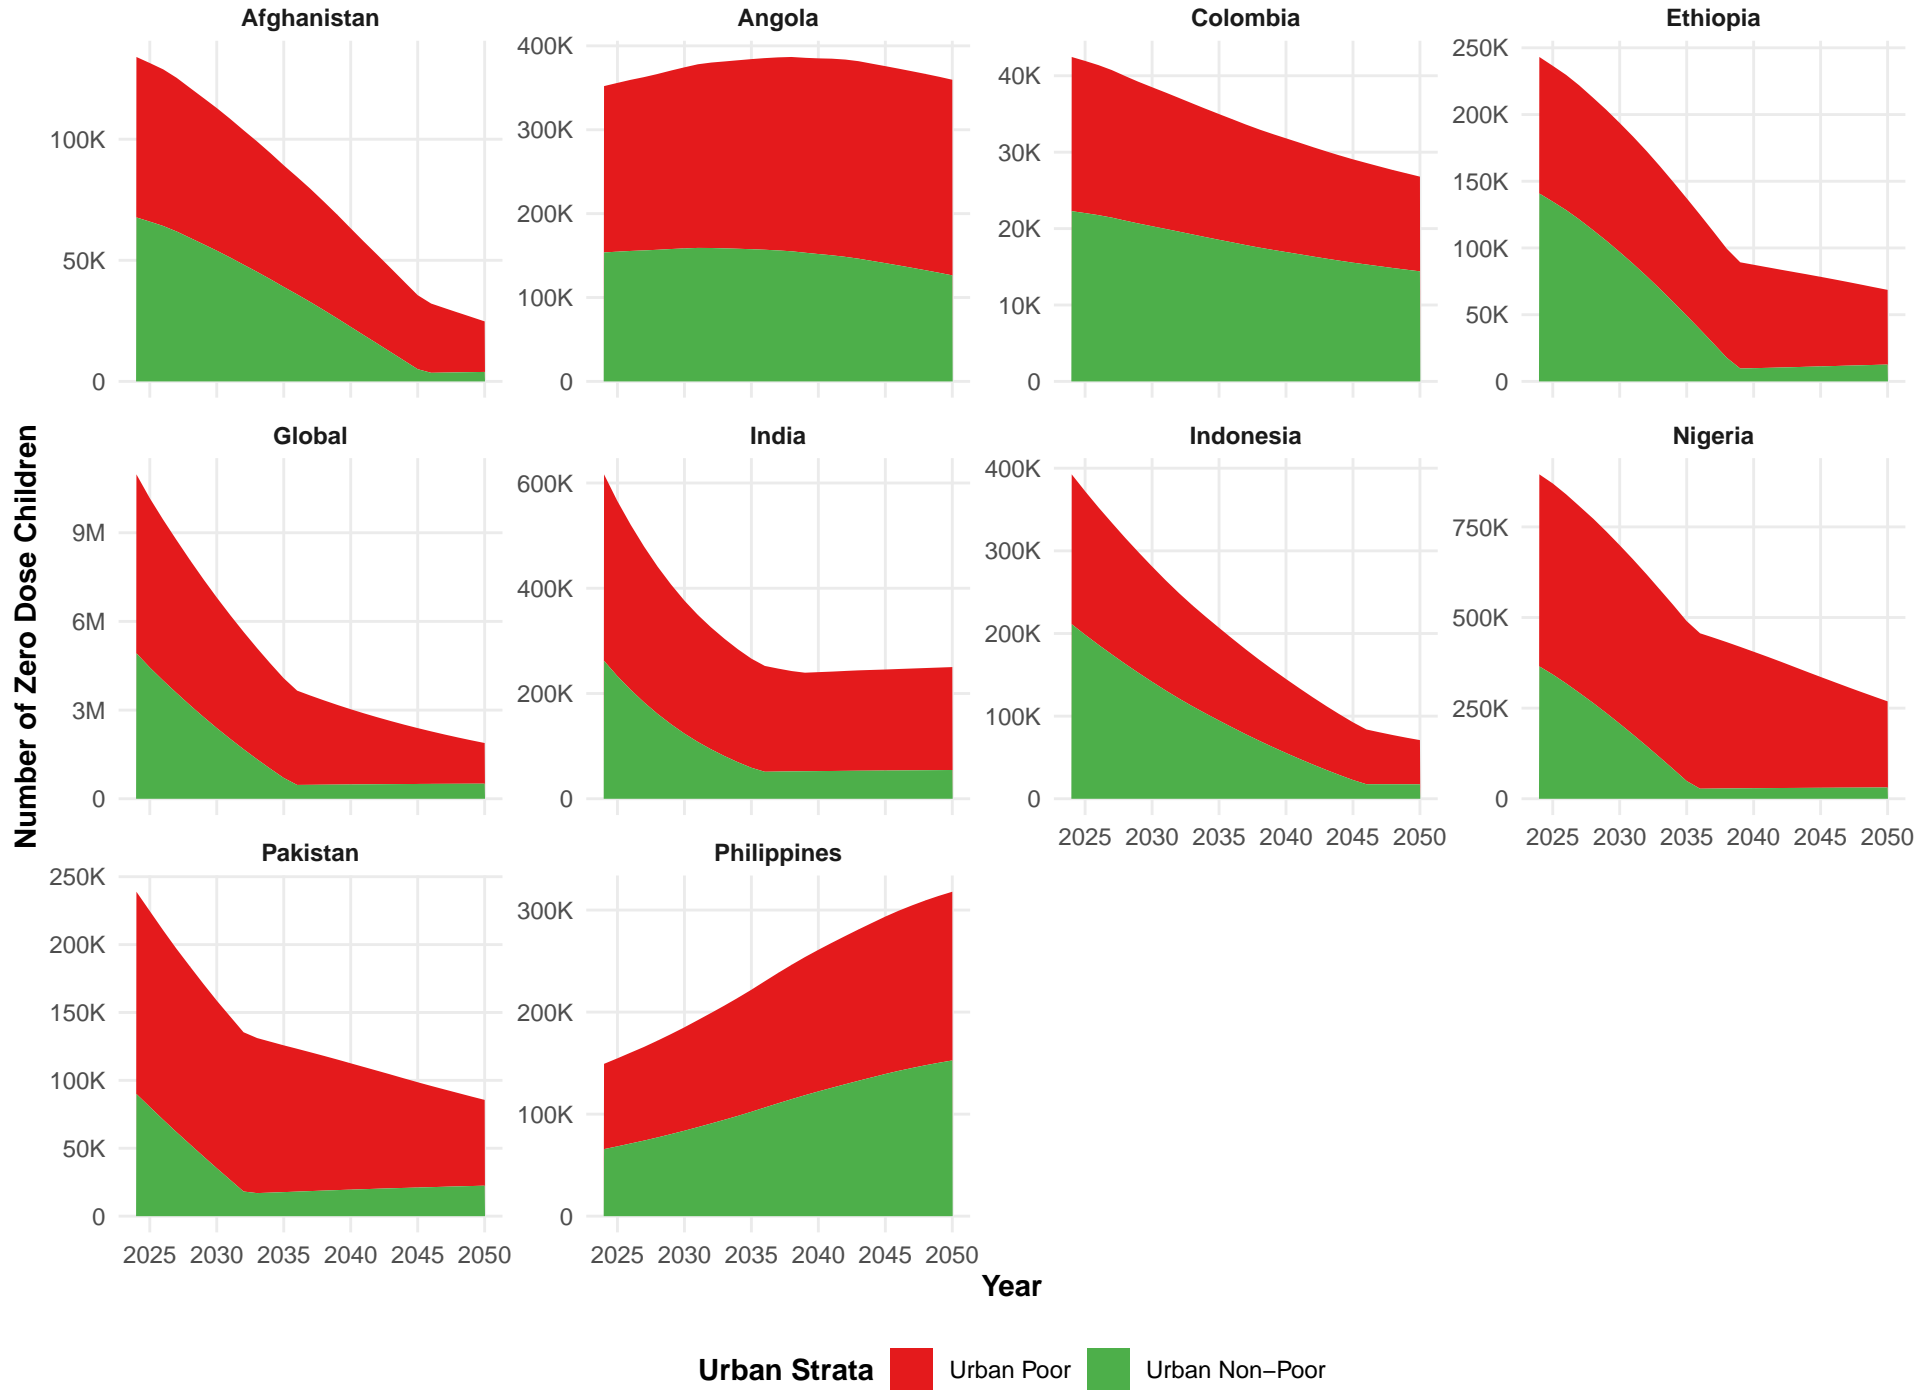 Afghanistan
Angola
Colombia
Ethiopia
100K
50K
0
400K
300K
200K
100K
0
40K
30K
20K
10K
0
250K
200K
150K
100K
50K
0
Number of Zero Dose Children
Global
India
Indonesia
Nigeria
9M
6M
3M
0
600K
400K
200K
0
400K
300K
200K
100K
0
750K
500K
250K
0
2025 2030 2035 2040 2045 2050
2025 2030 2035 2040 2045 2050
Pakistan
Philippines
250K
200K
150K
100K
50K
0
300K
200K
100K
0
2025 2030 2035 2040 2045 2050
2025 2030 2035 2040 2045 2050
Year
Urban Strata Urban Poor Urban Non−Poor